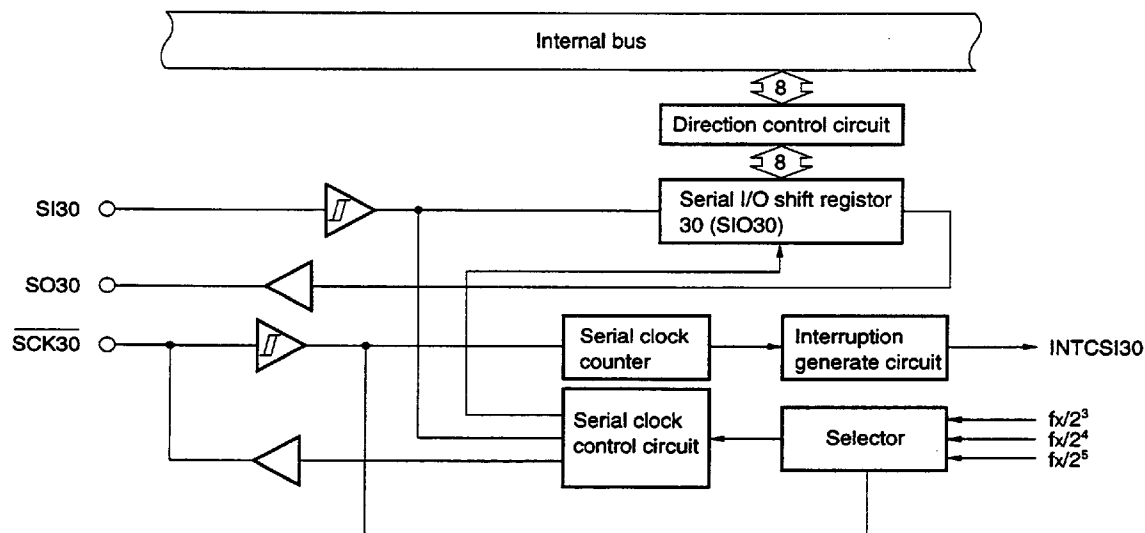 Internal bus
8
Direction control circuit
8
SI30
Serial I/O shift registor
30 (SIO30)
SO30
SCK30
Serial clock
counter
Interruption
generate circuit
INTCSI30
Serial clock
control circuit
Selector
fx/2³
fx/2⁴
fx/2⁵